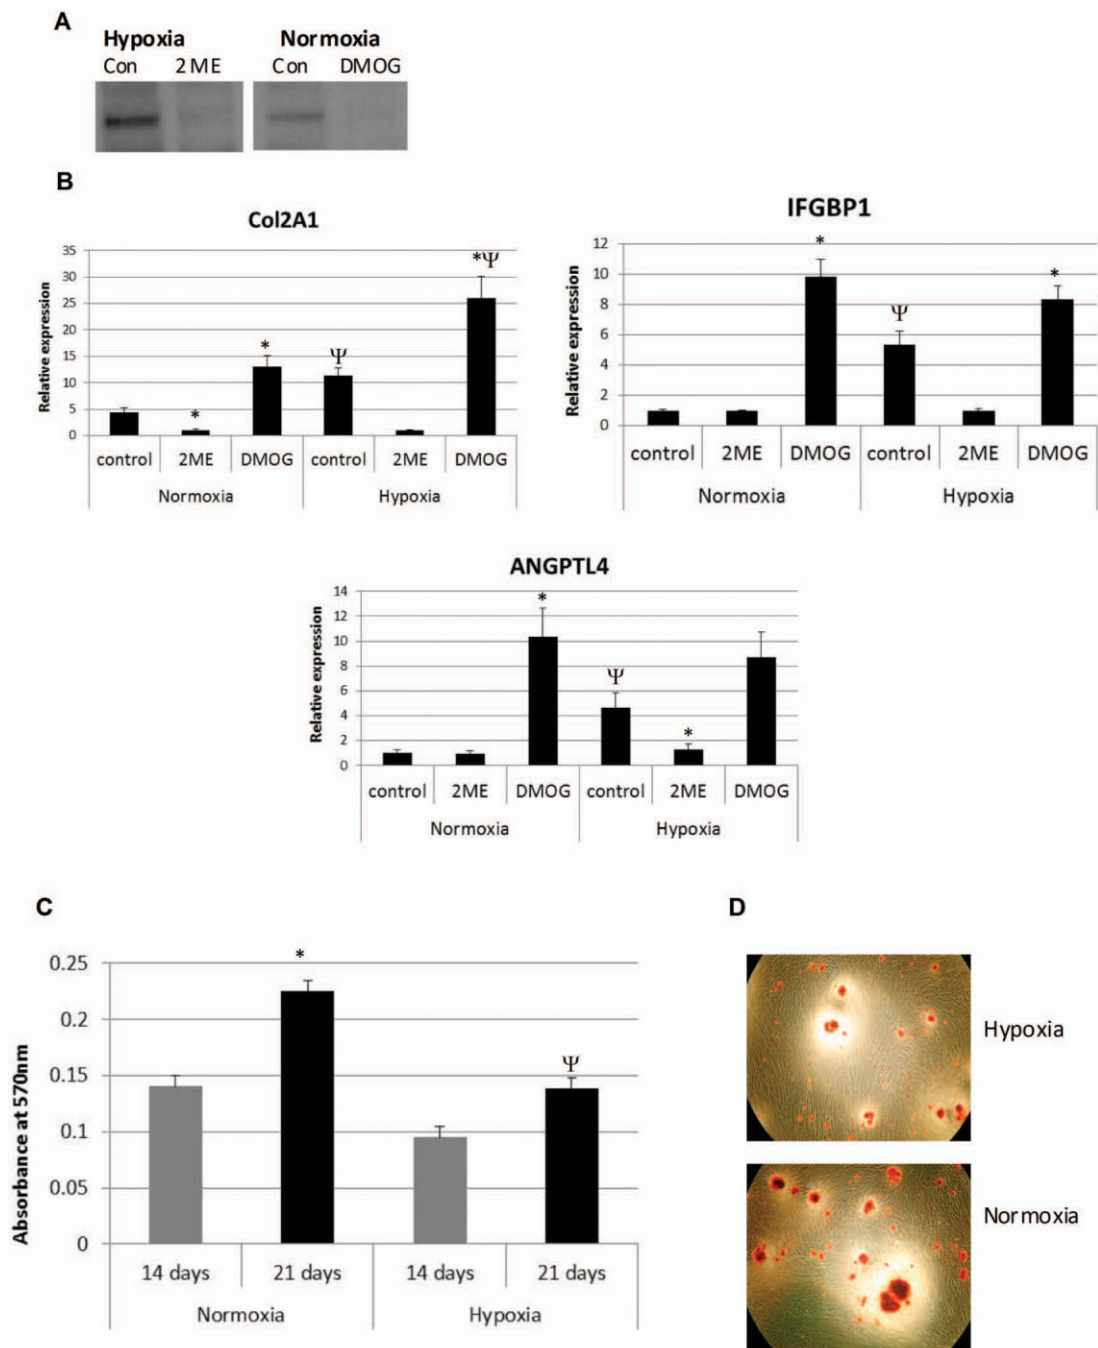 A
Hypoxia Normoxia
Con 2 ME Con DMOG
B
Col2A1
35
30
25
20
15
10
5
0
Relative expression
*
*
Ψ
*Ψ
control 2ME DMOG control 2ME DMOG
Normoxia Hypoxia
IFGBP1
12
10
8
6
4
2
0
Relative expression
*
Ψ
*
control 2ME DMOG control 2ME DMOG
Normoxia Hypoxia
ANGPTL4
14
12
10
8
6
4
2
0
Relative expression
*
Ψ
*
control 2ME DMOG control 2ME DMOG
Normoxia Hypoxia
C
0.25
0.2
0.15
0.1
0.05
0
Absorbance at 570nm
*
Ψ
14 days 21 days 14 days 21 days
Normoxia Hypoxia
D
Hypoxia
Normoxia